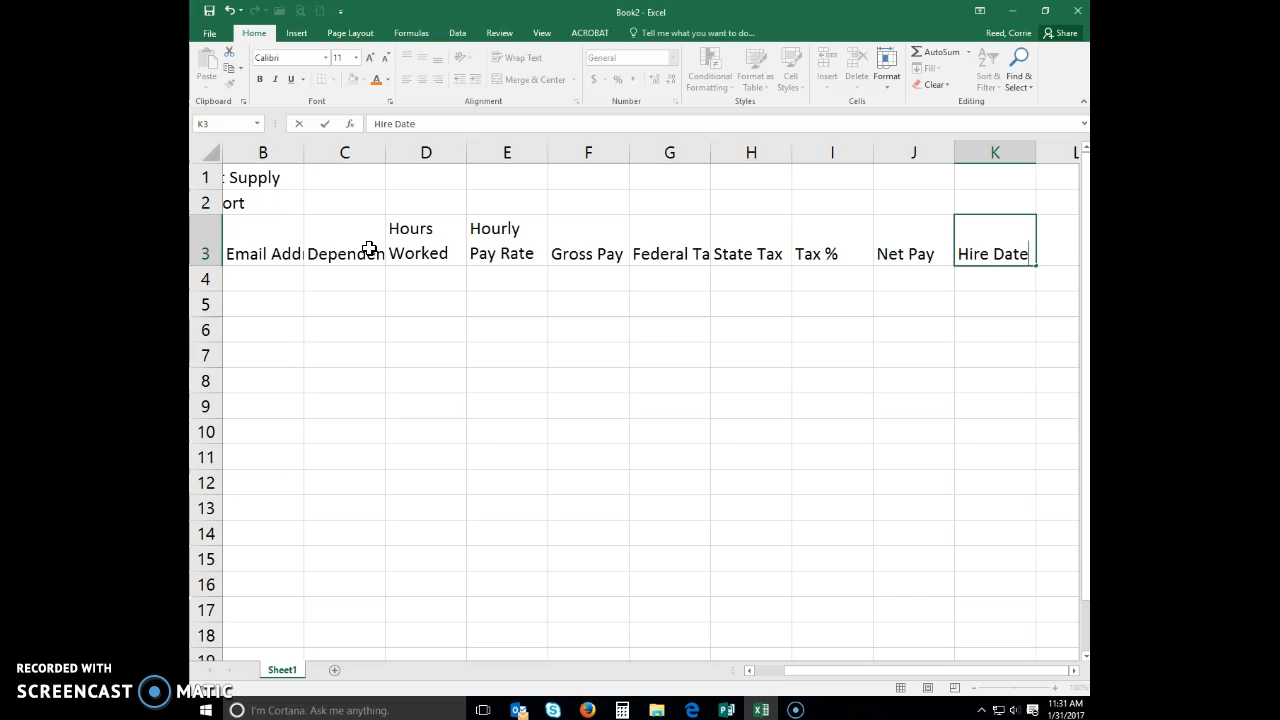 Book2 - Excel
File Home Insert Page Layout Formulas Data Review View ACROBAT Tell me what you want to do... Reed, Corrie Share
Paste Calibri 11 A A Wrap Text General Conditional Format as Cell Insert Delete Format AutoSum Sort & Find &
B I U A Merge & Center $ % , Formatting Table Styles Fill Filter Select
Clear
Clipboard Font Alignment Number Styles Cells Editing
K3 fx Hire Date
B C D E F G H I J K L
1 t Supply
2 ort
Hours Hourly
3 Email Add Dependen Worked Pay Rate Gross Pay Federal Ta State Tax Tax % Net Pay Hire Date
4
5
6
7
8
9
10
11
12
13
14
15
16
17
18
19
Sheet1
RECORDED WITH
SCREENCAST MATIC
180%
I'm Cortana. Ask me anything. 11:31 AM
1/31/2017